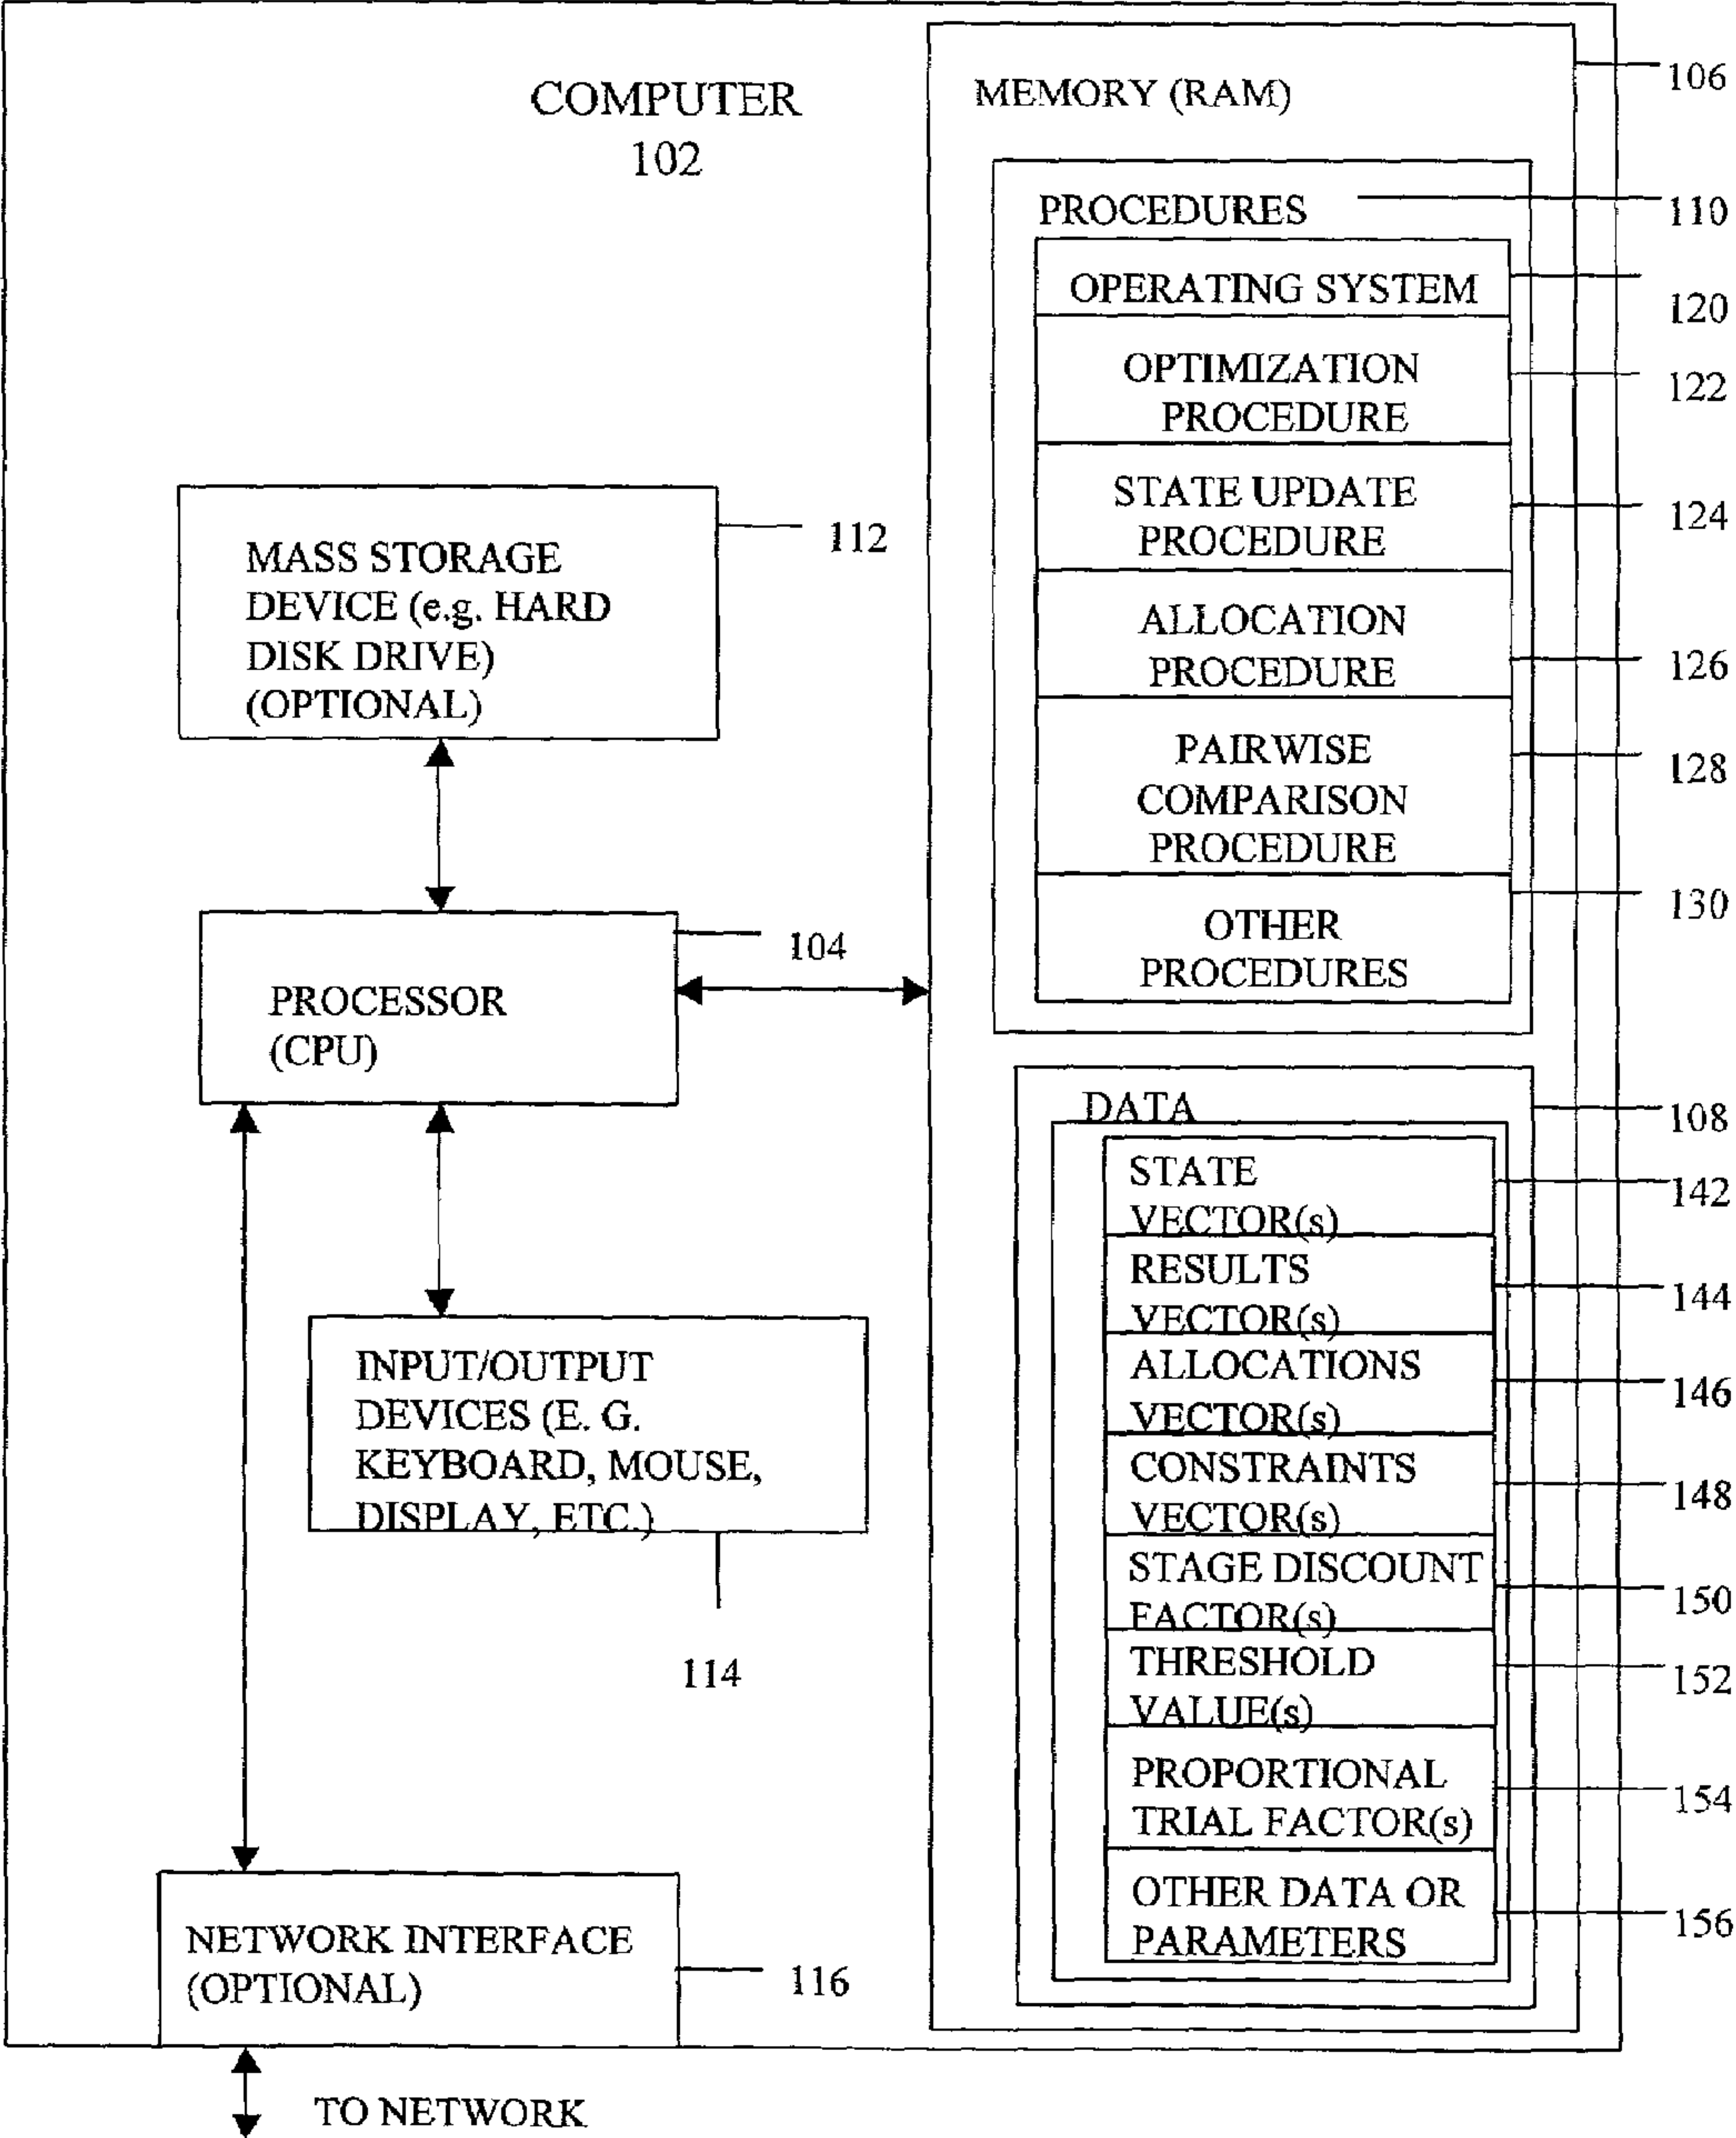 COMPUTER
102
MASS STORAGE
DEVICE (e.g. HARD
DISK DRIVE)
(OPTIONAL)
112
PROCESSOR
(CPU)
104
INPUT/OUTPUT
DEVICES (E. G.
KEYBOARD, MOUSE,
DISPLAY, ETC.)
114
NETWORK INTERFACE
(OPTIONAL)
116
TO NETWORK
MEMORY (RAM)
106
PROCEDURES
110
OPERATING SYSTEM
120
OPTIMIZATION
PROCEDURE
122
STATE UPDATE
PROCEDURE
124
ALLOCATION
PROCEDURE
126
PAIRWISE
COMPARISON
PROCEDURE
128
OTHER
PROCEDURES
130
DATA
108
STATE
VECTOR(s)
142
RESULTS
VECTOR(s)
144
ALLOCATIONS
VECTOR(s)
146
CONSTRAINTS
VECTOR(s)
148
STAGE DISCOUNT
FACTOR(s)
150
THRESHOLD
VALUE(s)
152
PROPORTIONAL
TRIAL FACTOR(s)
154
OTHER DATA OR
PARAMETERS
156